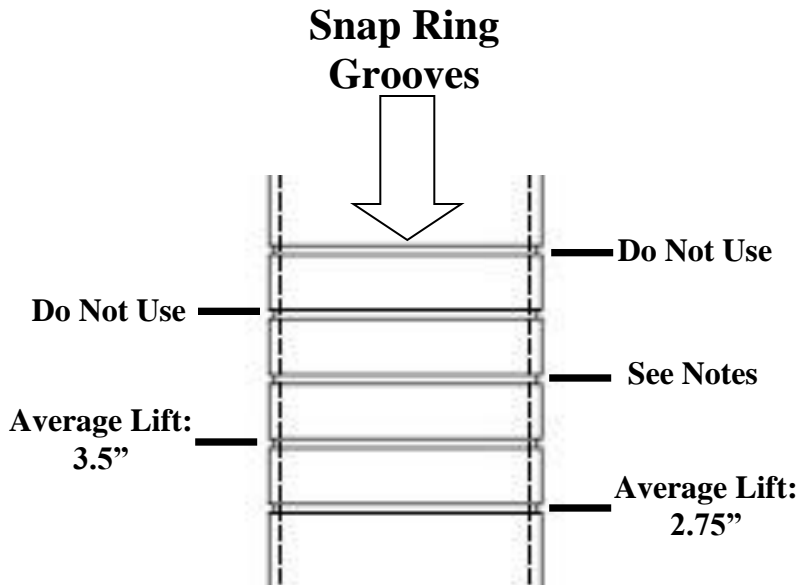 Snap Ring
Grooves
Do Not Use
Do Not Use
See Notes
Average Lift:
3.5”
Average Lift:
2.75”